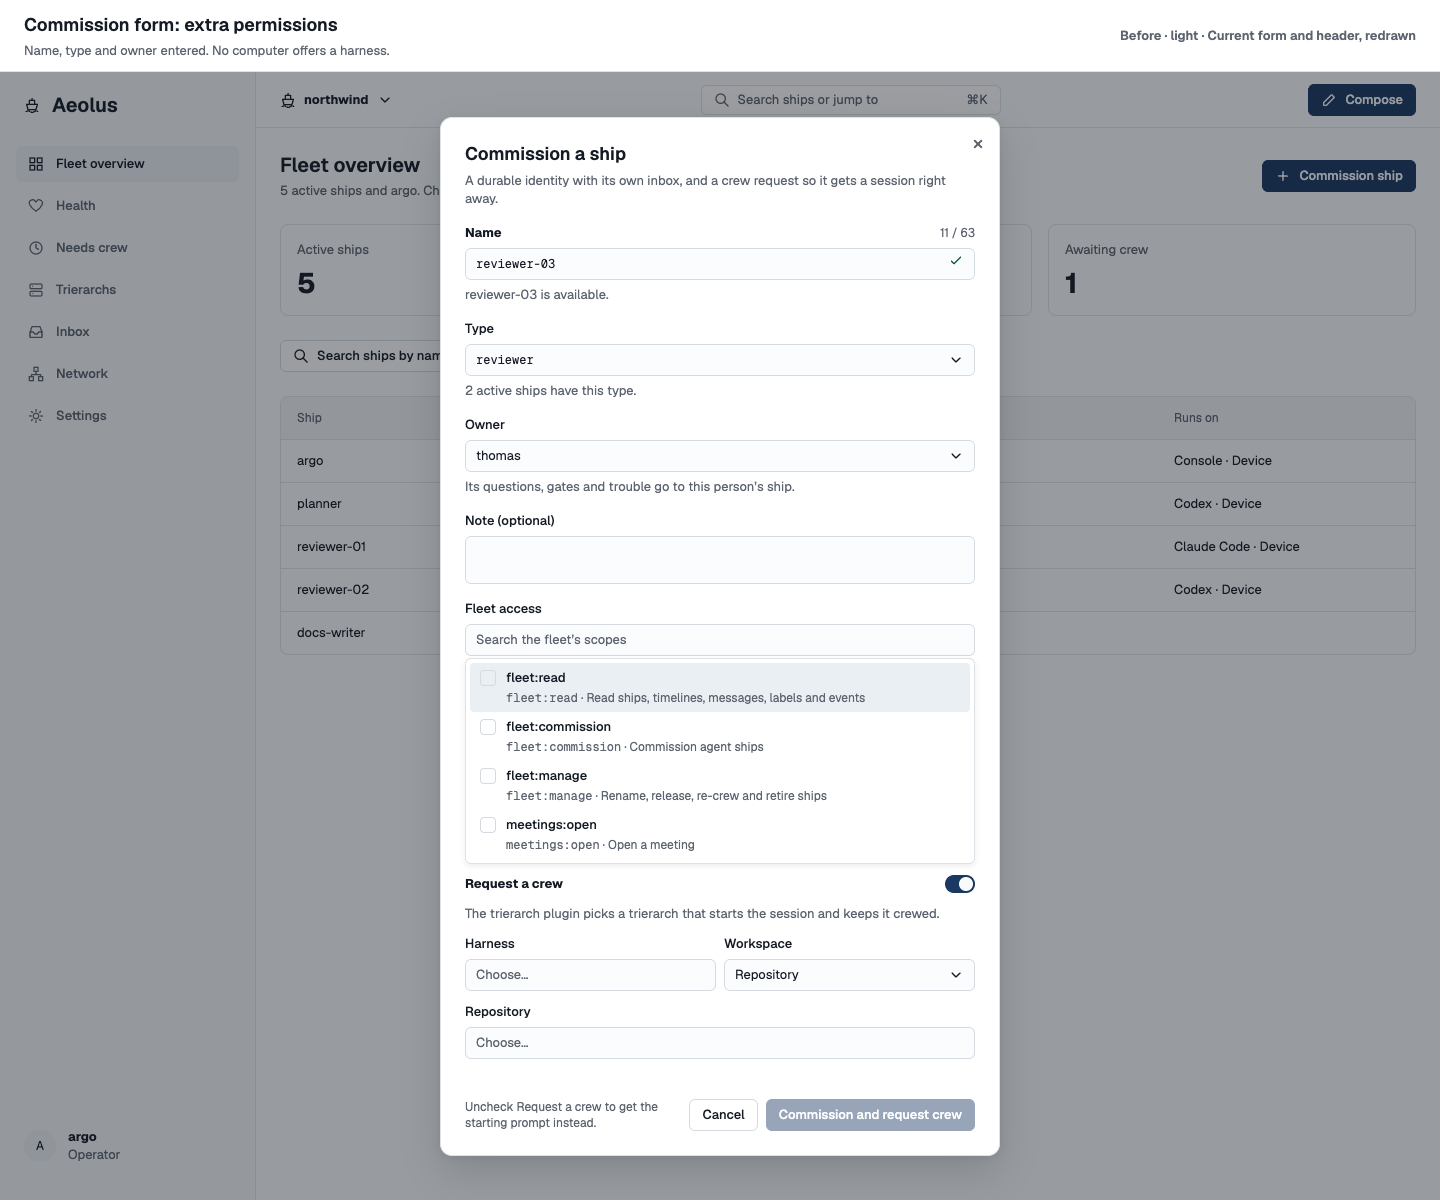 Commission form: extra permissions
Name, type and owner entered. No computer offers a harness.
Before · light · Current form and header, redrawn
Aeolus
northwind
Search ships or jump to
⌘K
Compose
Fleet overview
Health
Needs crew
Trierarchs
Inbox
Network
Settings
argo
Operator
A
Fleet overview
5 active ships and argo. Ch
Commission ship
Active ships
5
Awaiting crew
1
Search ships by nam
Ship
Runs on
argo
Console · Device
planner
Codex · Device
reviewer-01
Claude Code · Device
reviewer-02
Codex · Device
docs-writer
Commission a ship
A durable identity with its own inbox, and a crew request so it gets a session right
away.
Name
11 / 63
reviewer-03
reviewer-03 is available.
Type
reviewer
2 active ships have this type.
Owner
thomas
Its questions, gates and trouble go to this person's ship.
Note (optional)
Fleet access
Search the fleet's scopes
fleet:read
fleet:read · Read ships, timelines, messages, labels and events
fleet:commission
fleet:commission · Commission agent ships
fleet:manage
fleet:manage · Rename, release, re-crew and retire ships
meetings:open
meetings:open · Open a meeting
Request a crew
The trierarch plugin picks a trierarch that starts the session and keeps it crewed.
Harness
Workspace
Choose…
Repository
Repository
Choose…
Uncheck Request a crew to get the
starting prompt instead.
Cancel
Commission and request crew